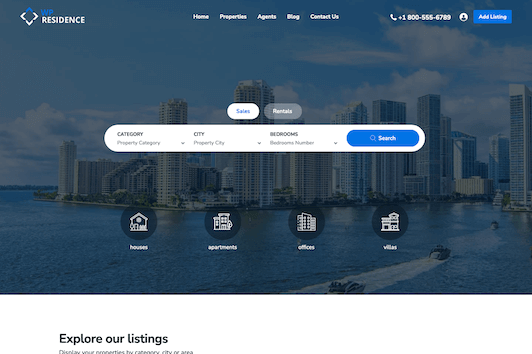 WP
RESIDENCE
Home Properties Agents Blog Contact Us
+1 800-555-6789
Add Listing
Sales Rentals
CATEGORY CITY BEDROOMS
Property Category Property City Bedrooms Number
Search
houses apartments offices villas
Explore our listings
Display your properties by category, city or area